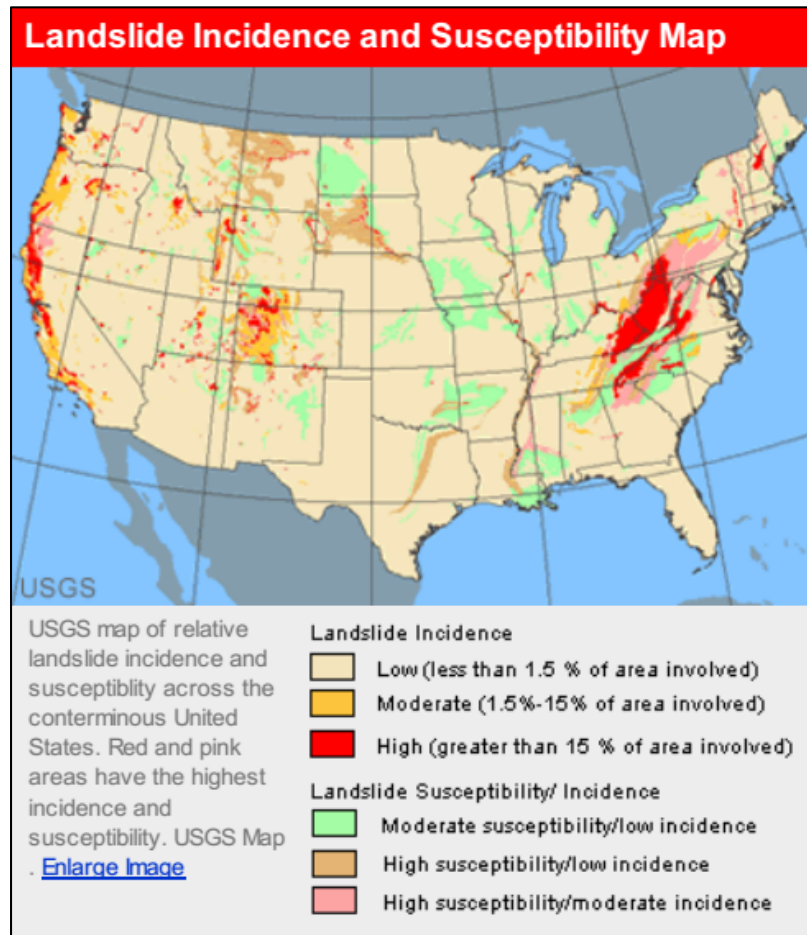 Landslide Incidence and Susceptibility Map
USGS
USGS map of relative
landslide incidence and
susceptiblity across the
conterminous United
States. Red and pink
areas have the highest
incidence and
susceptibility. USGS Map
. Enlarge Image
Landslide Incidence
Low (less than 1.5 % of area involved)
Moderate (1.5%-15% of area involved)
High (greater than 15 % of area involved)
Landslide Susceptibility/ Incidence
Moderate susceptibility/low incidence
High susceptibility/low incidence
High susceptibility/moderate incidence